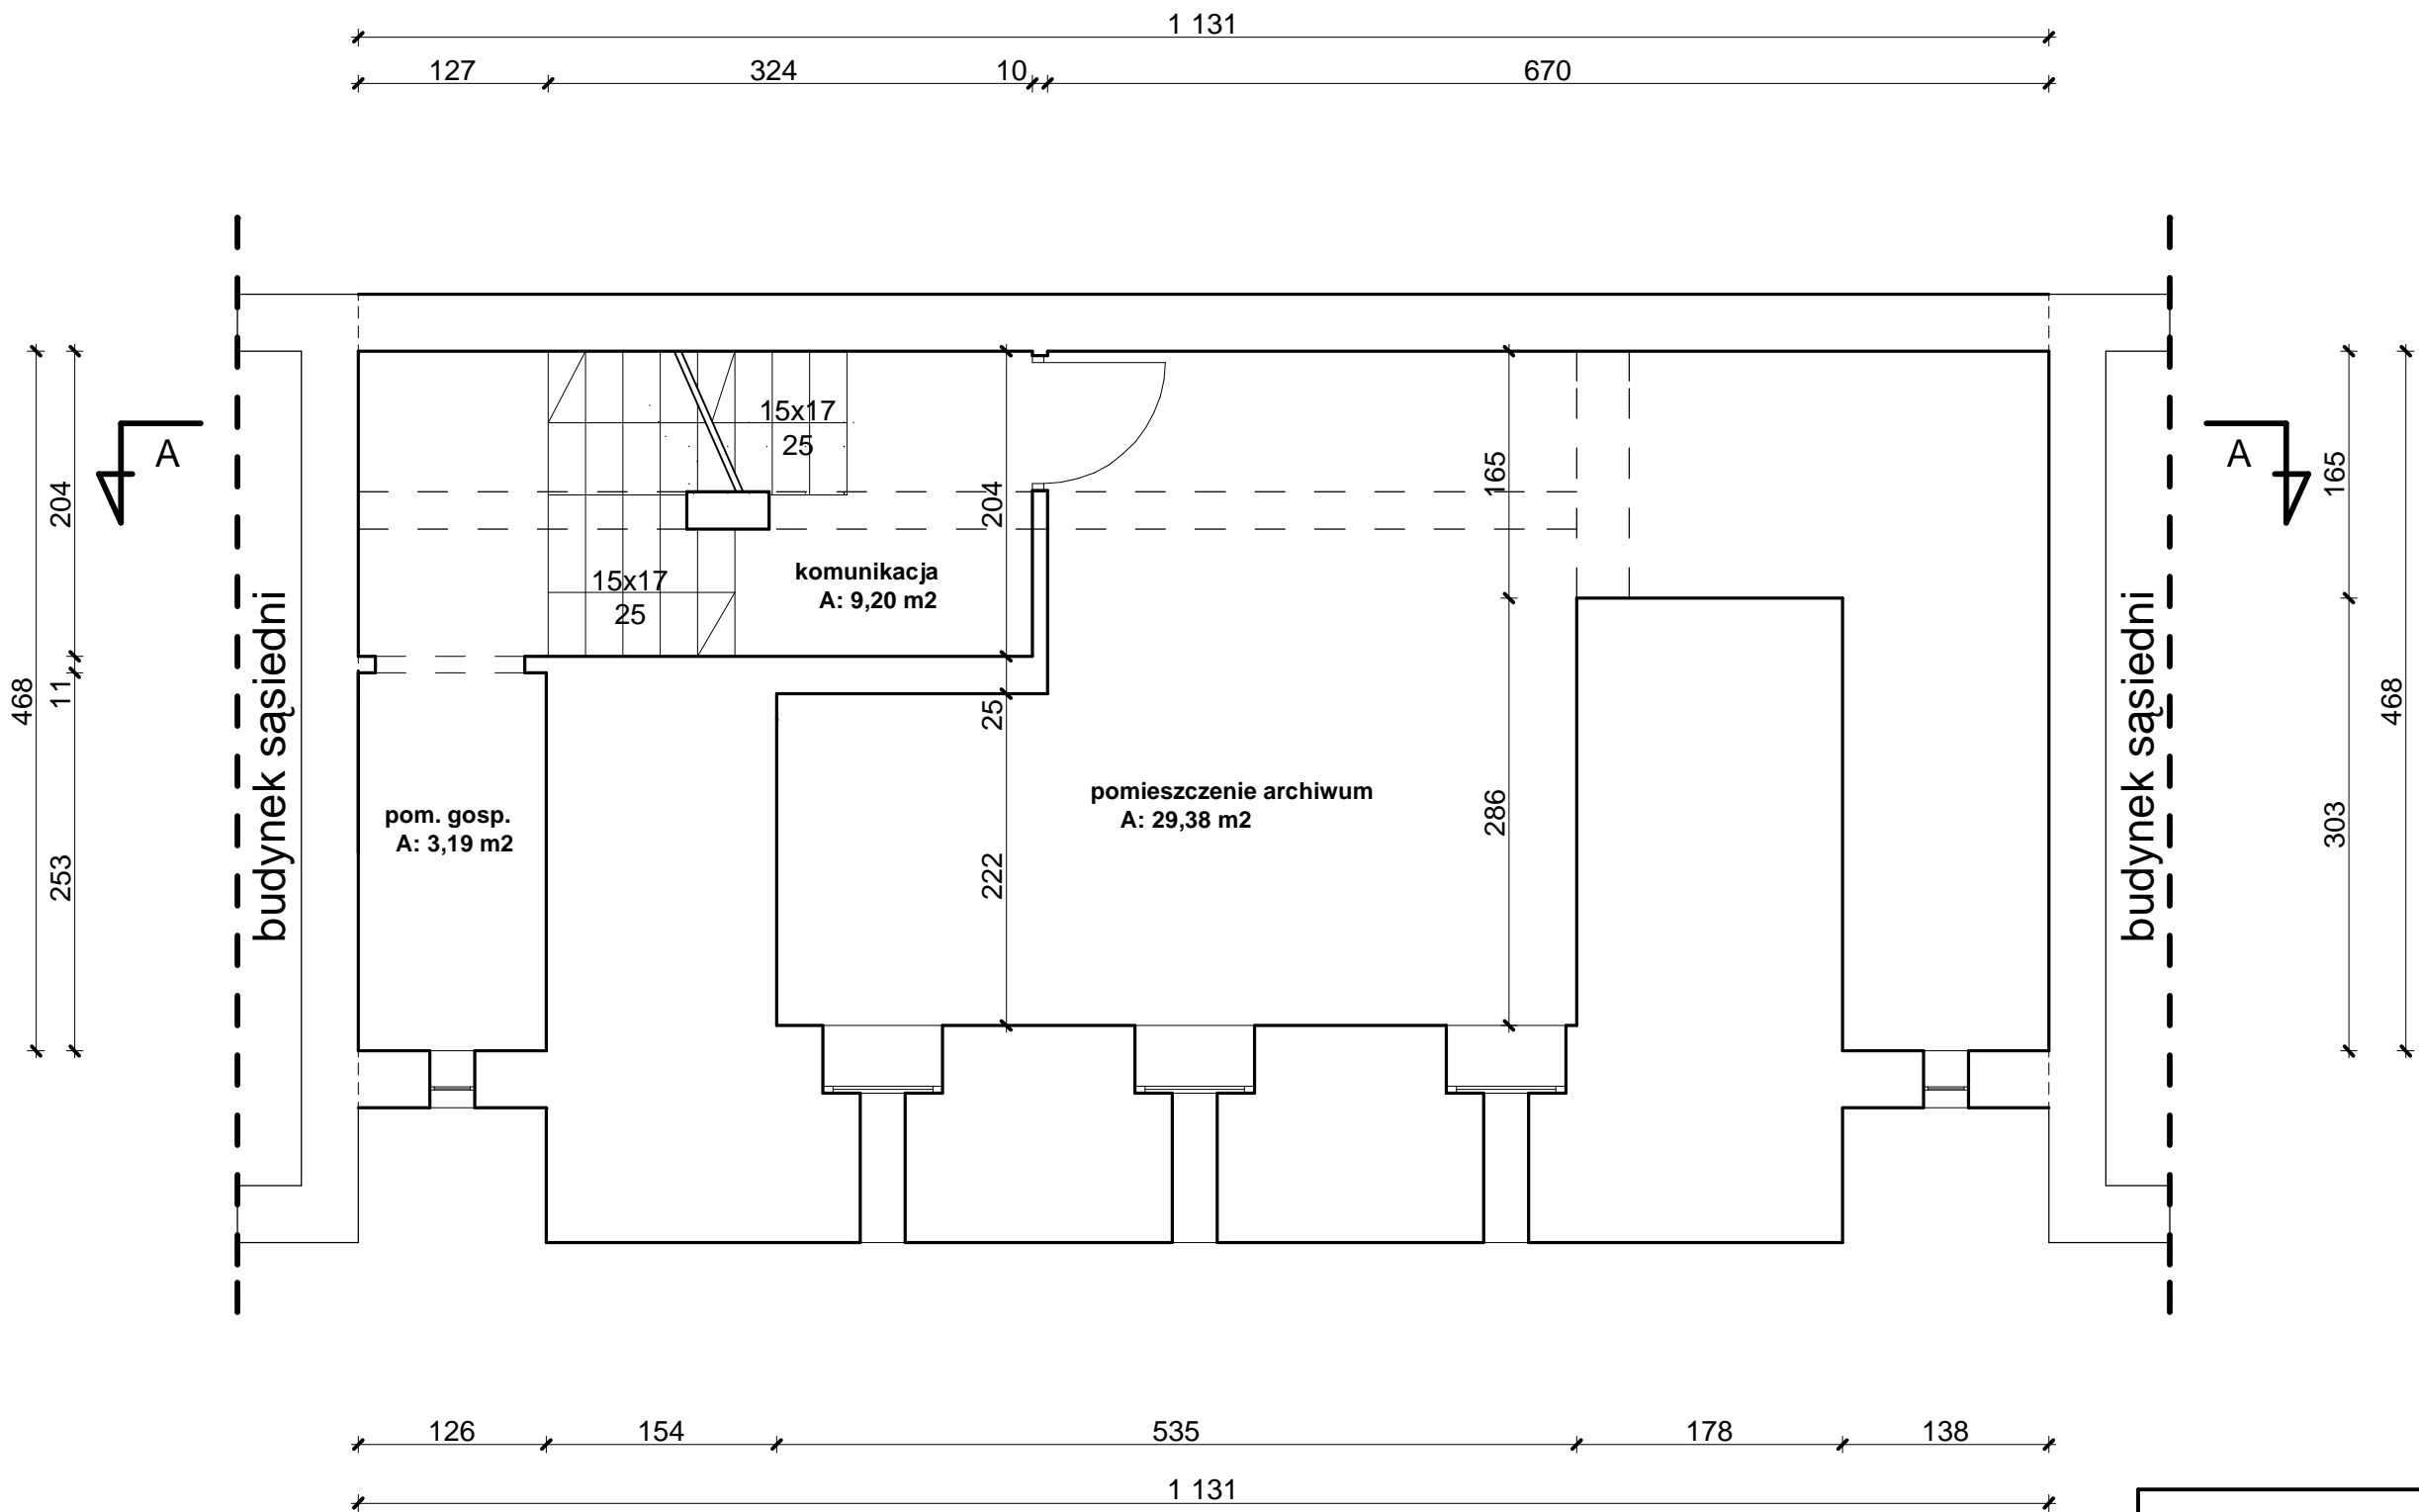 1 131
127
324
10
670
A
A
15x17
25
204
165
204
165
komunikacja
A: 9,20 m2
15x17
25
budynek sąsiedni
budynek sąsiedni
468
11
25
468
pomieszczenie archiwum
A: 29,38 m2
pom. gosp.
A: 3,19 m2
286
303
253
222
126
154
535
178
138
1 131